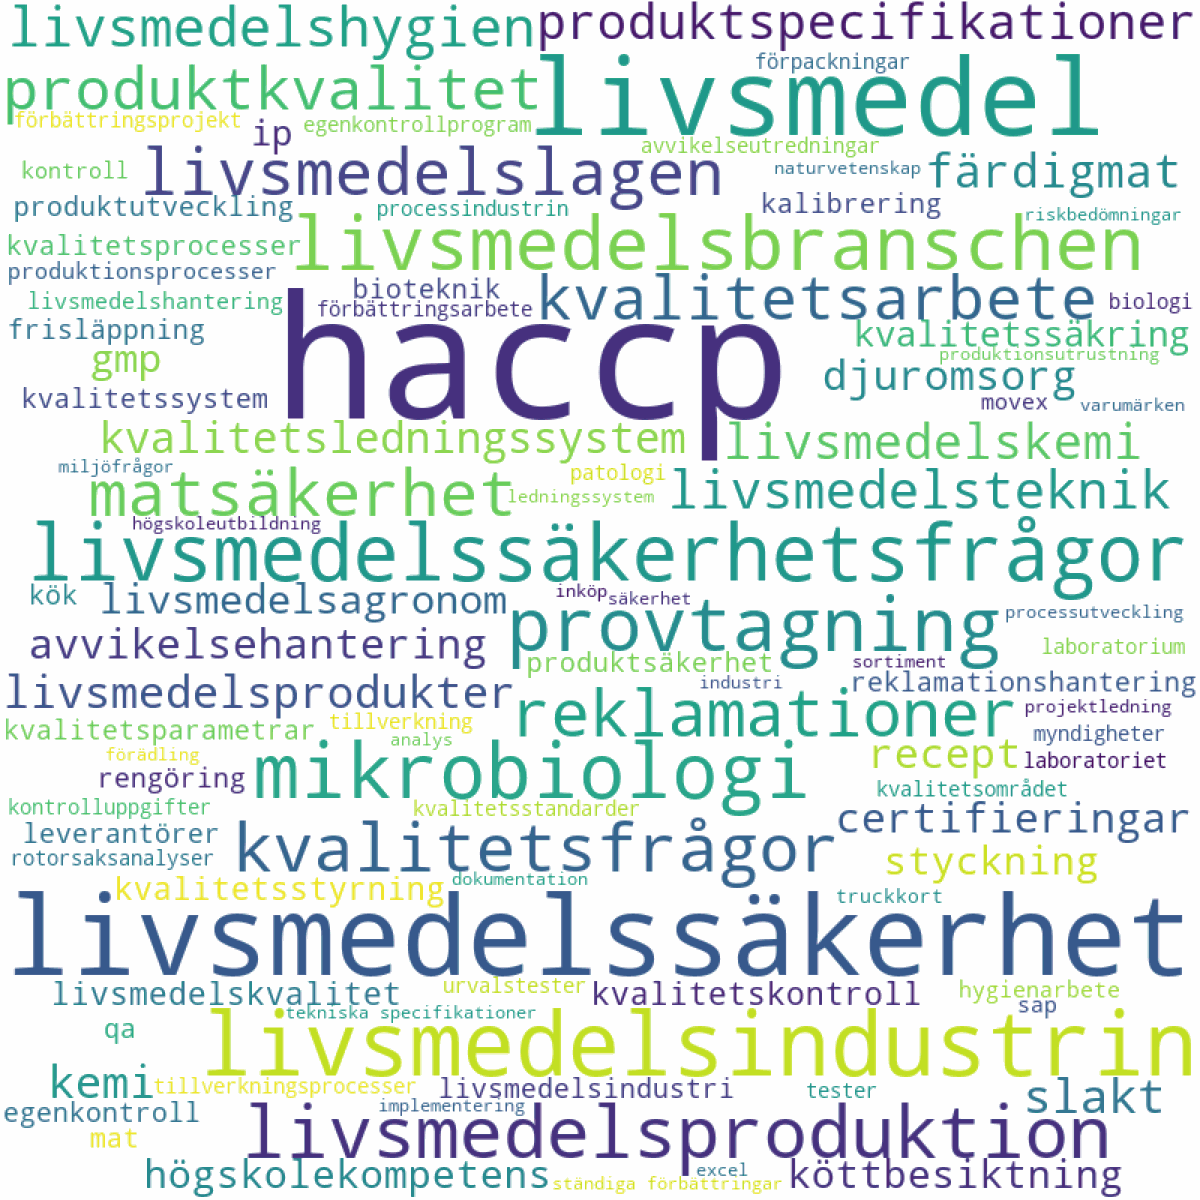 livsmedelshygien
produktspecifikationer
förpackningar
produktkvalitet
livsmedel
förbättringsprojekt
ip
egenkontrollprogram
avvikelseutredningar
kontroll
livsmedelslagen
naturvetenskap
färdigmat
produktutveckling
processindustrin
kalibrering
riskbedömningar
kvalitetsprocesser
livsmedelsbranschen
produktionsprocesser
bioteknik
kvalitetsarbete
biologi
livsmedelshantering
förbättringsarbete
frisläppning
haccp
kvalitetssäkring
gmp
produktionsutrustning
djuromsorg
kvalitetssystem
movex
varumärken
kvalitetsledningssystem
livsmedelskemi
miljöfrågor
patologi
matsäkerhet
ledningssystem
livsmedelsteknik
högskoleutbildning
livsmedelssäkerhetsfrågor
kök
livsmedelsagronom
inköp
säkerhet
provtagning
processutveckling
avvikelsehantering
laboratorium
produktsäkerhet
sortiment
livsmedelsprodukter
industri
reklamationshantering
reklamationer
projektledning
kvalitetsparametrar
tillverkning
analys
myndigheter
förädling
recept
laboratoriet
rengöring
mikrobiologi
kvalitetsområdet
kontrolluppgifter
kvalitetsstandarder
certifieringar
leverantörer
kvalitetsfrågor
rotorsaksanalyser
styckning
kvalitetsstyrning
dokumentation
truckkort
livsmedelssäkerhet
livsmedelskvalitet
urvalstester
kvalitetskontroll
hygienarbete
sap
tekniska specifikationer
qa
livsmedelsindustrin
kemi
tillverkningsprocesser
livsmedelsindustri
tester
slakt
egenkontroll
implementering
mat
livsmedelsproduktion
högskolekompetens
excel
ständiga förbättringar
köttbesiktning